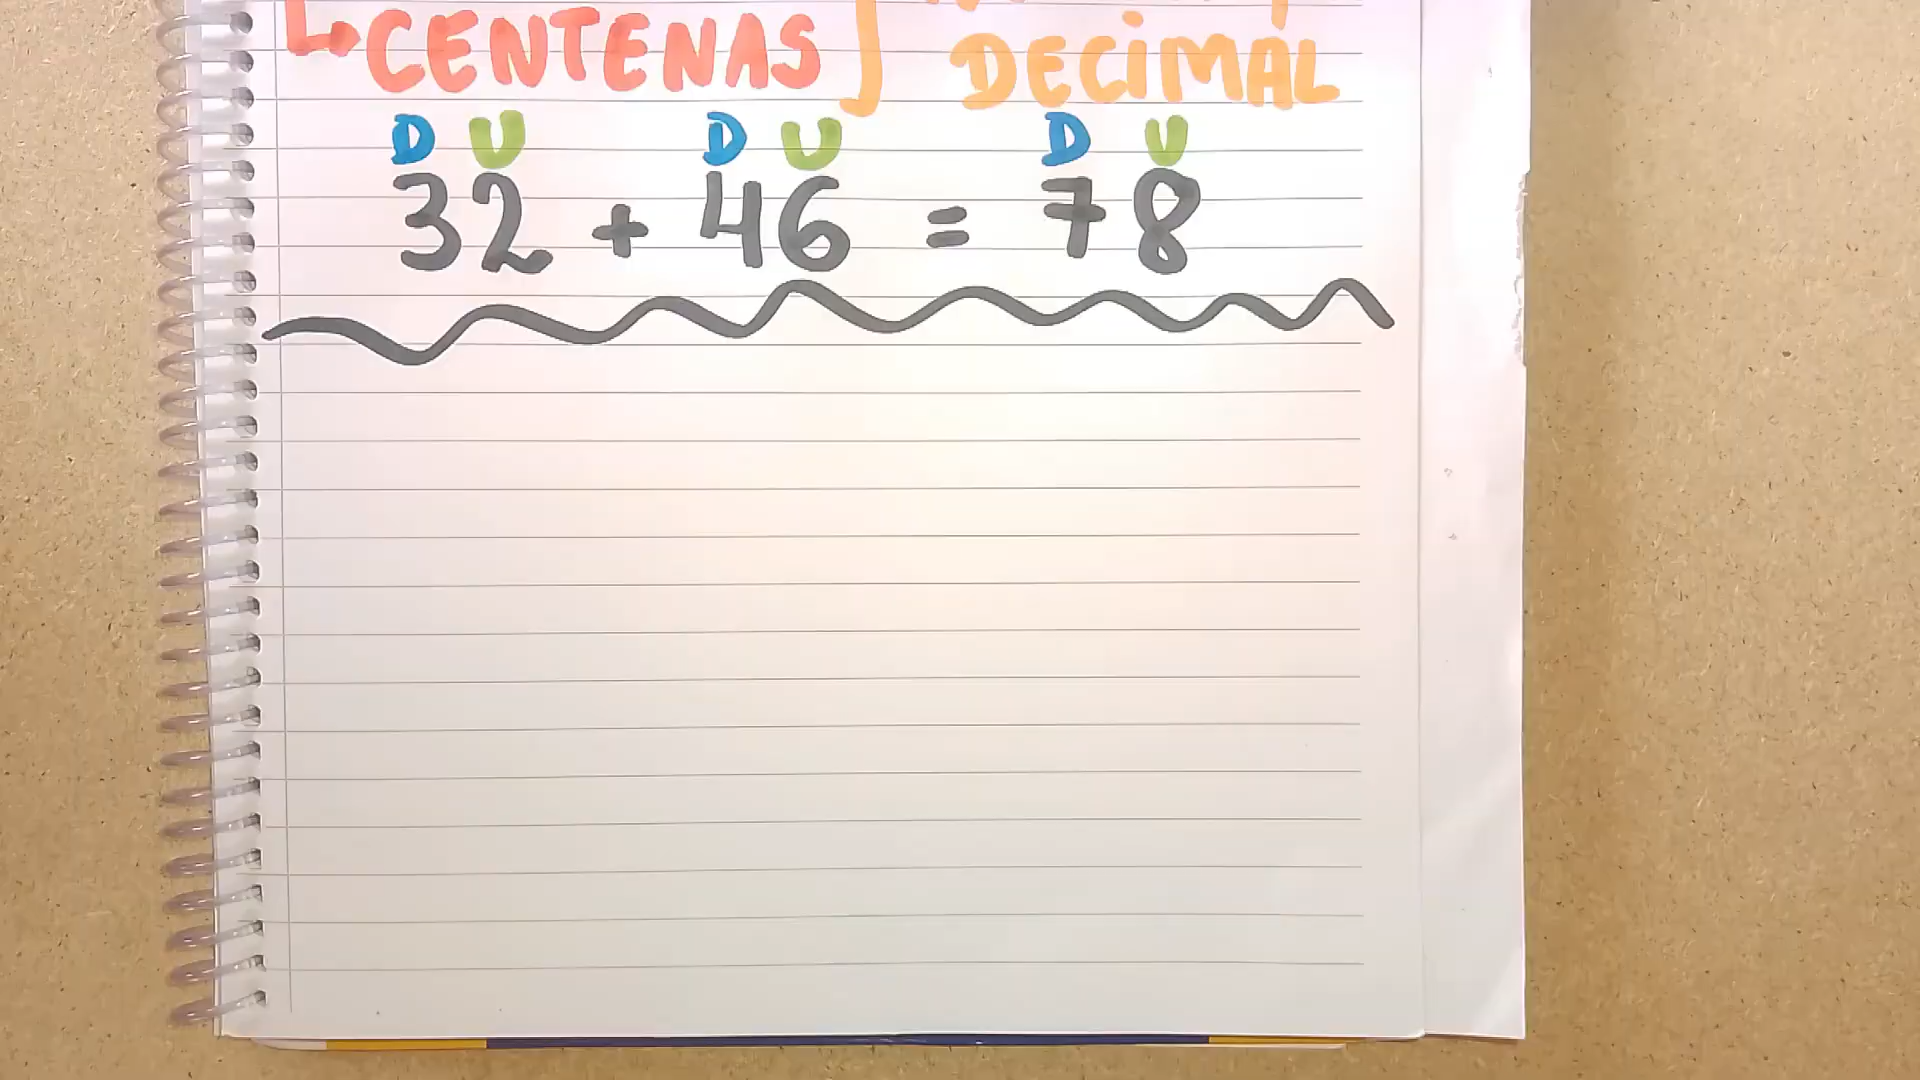 CENTENAS DECIMAL
D U D U D U
32 + 46 = 78